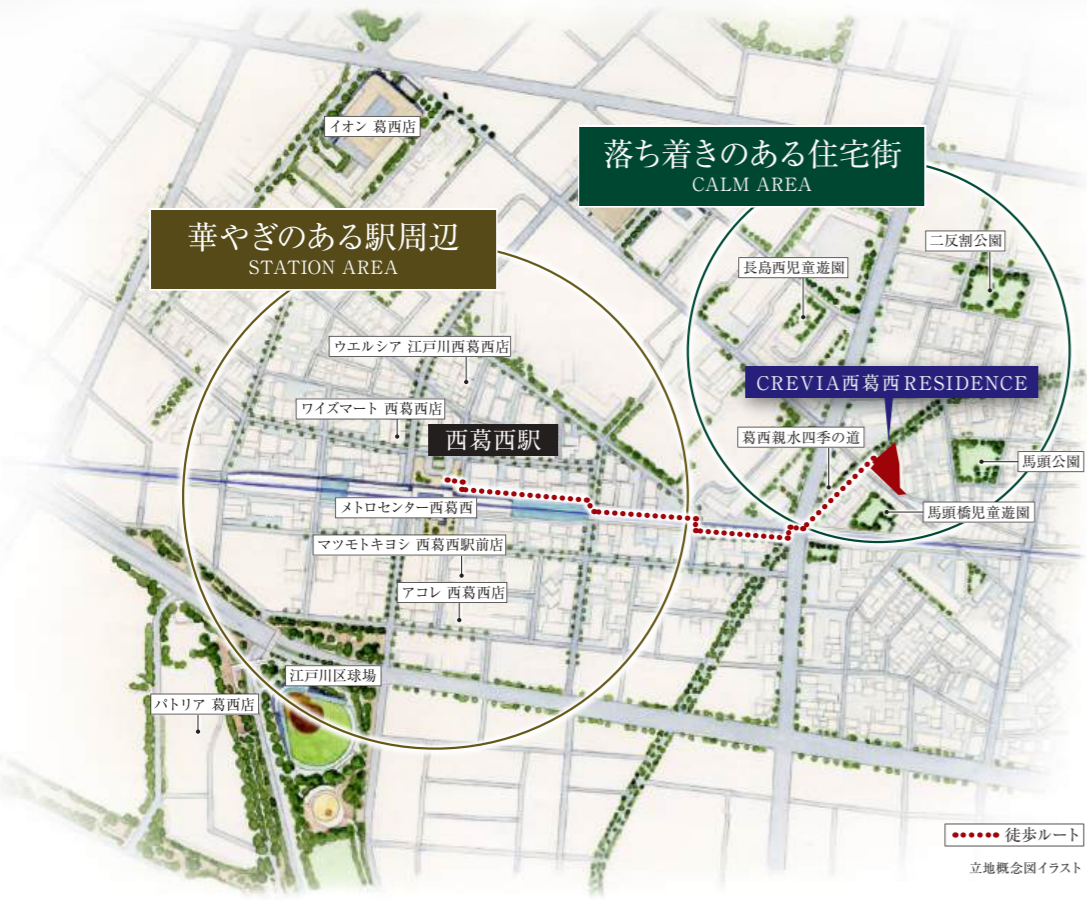 イオン 葛西店
落ち着きのある住宅街
CALM AREA
華やぎのある駅周辺
STATION AREA
二反割公園
長島西児童遊園
ウエルシア 江戸川西葛西店
CREVIA西葛西RESIDENCE
ワイズマート 西葛西店
西葛西駅
葛西親水四季の道
馬頭公園
メトロセンター西葛西
馬頭橋児童遊園
マツモトキヨシ 西葛西駅前店
アコレ 西葛西店
江戸川区球場
パトリア 葛西店
徒歩ルート
立地概念図イラスト